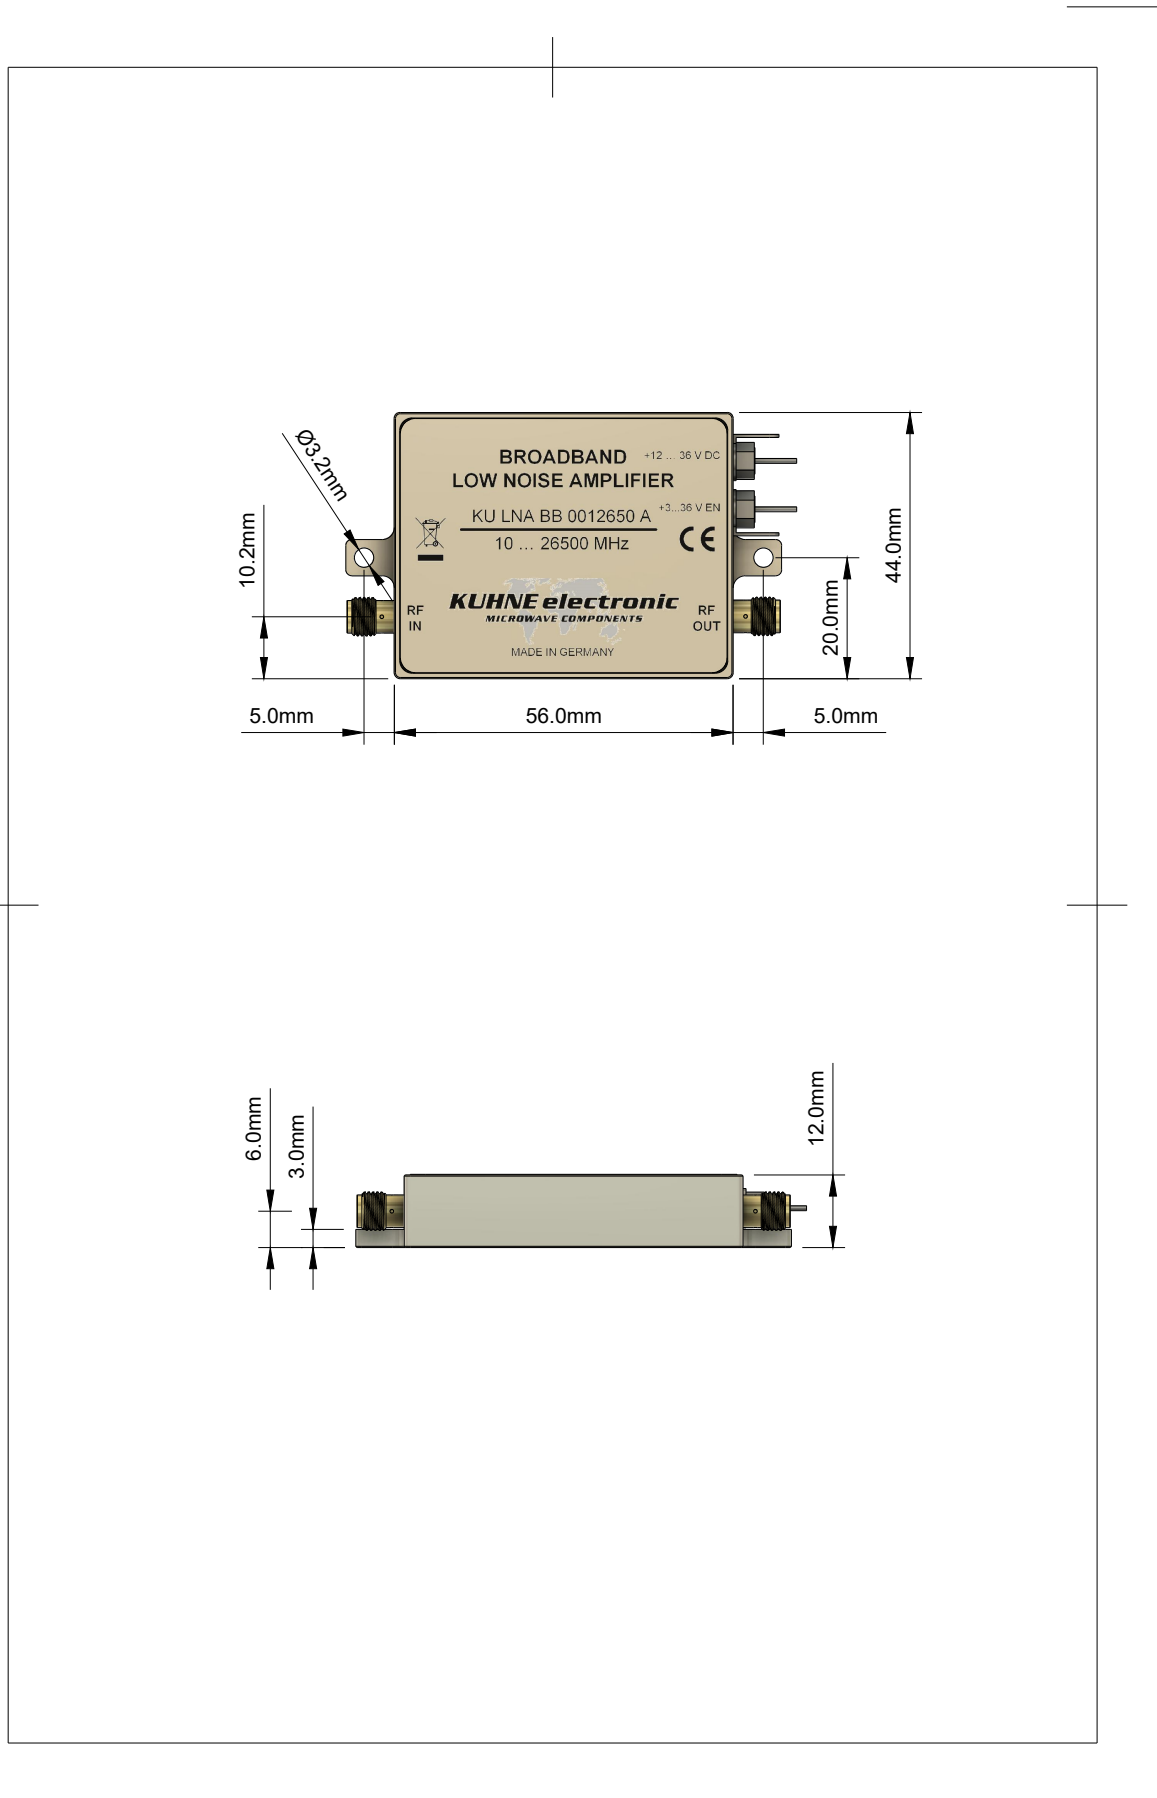 BROADBAND
+12 ... 36 V DC
LOW NOISE AMPLIFIER
KU LNA BB 0012650 A
+3...36 V EN
10 ... 26500 MHz
CE
KUHNE electronic
MICROWAVE COMPONENTS
RF
IN
RF
OUT
MADE IN GERMANY
Ø3.2mm
10.2mm
44.0mm
20.0mm
5.0mm
56.0mm
5.0mm
6.0mm
3.0mm
12.0mm